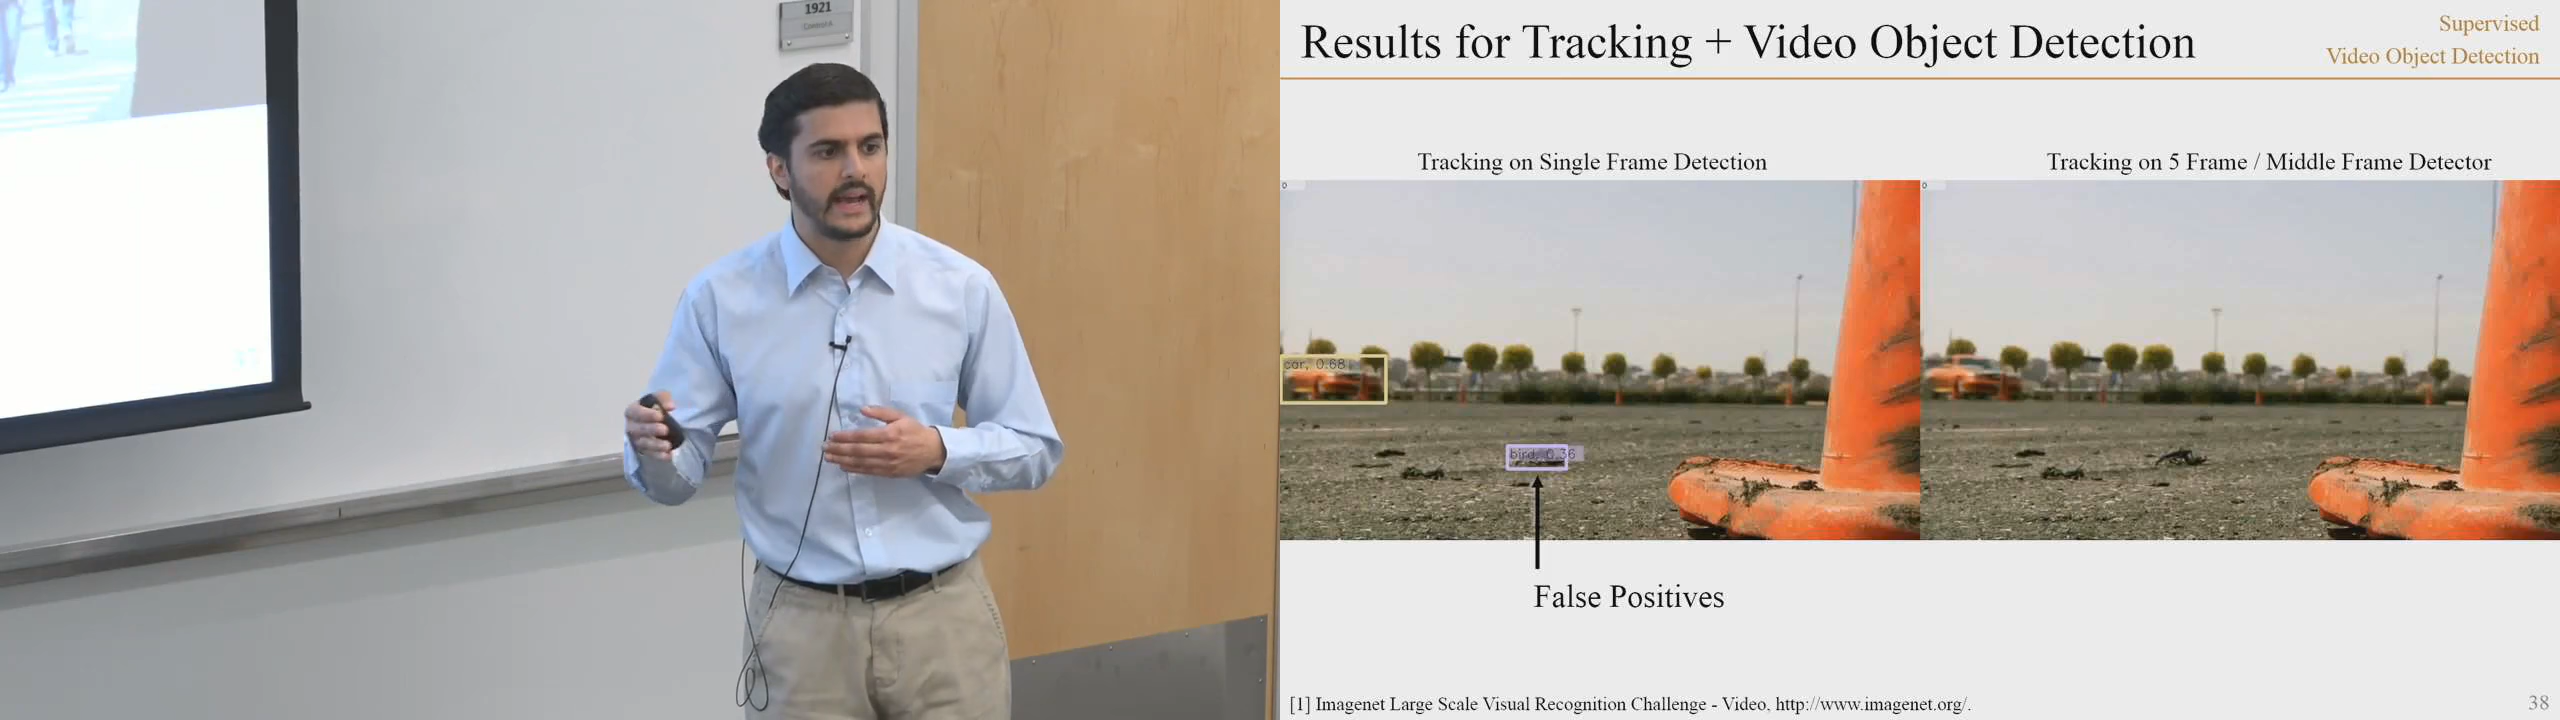 1921
Results for Tracking + Video Object Detection
Supervised
Video Object Detection
Tracking on Single Frame Detection
Tracking on 5 Frame / Middle Frame Detector
0
0
car, 0.68
bird, 0.36
False Positives
[1] Imagenet Large Scale Visual Recognition Challenge - Video, http://www.imagenet.org/.
38